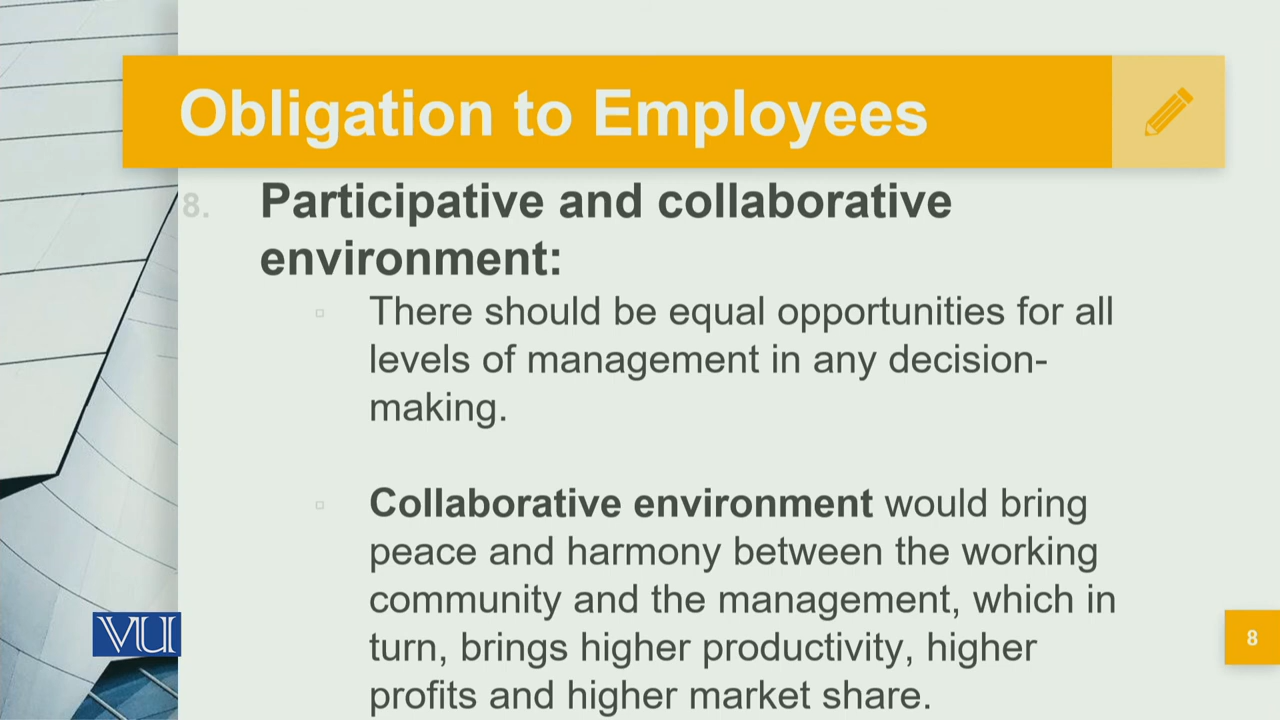 Obligation to Employees
8. Participative and collaborative
environment:
There should be equal opportunities for all
levels of management in any decision-
making.
Collaborative environment would bring
peace and harmony between the working
community and the management, which in
turn, brings higher productivity, higher
profits and higher market share.
VU
8